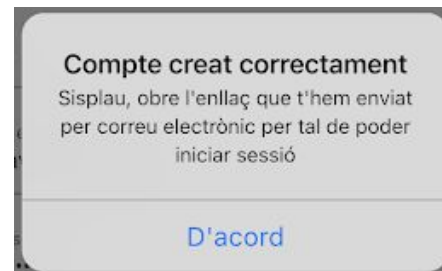 Compte creat correctament
Sisplau, obre l'enllaç que t'hem enviat
per correu electrònic per tal de poder
iniciar sessió
D'acord